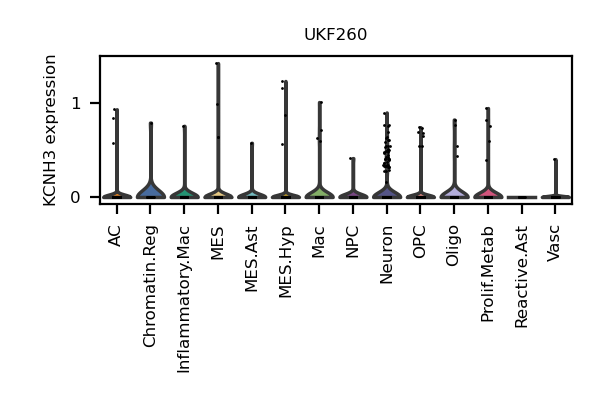 UKF260
KCNH3 expression
1
0
AC
Chromatin.Reg
Inflammatory.Mac
MES
MES.Ast
MES.Hyp
Mac
NPC
Neuron
OPC
Oligo
Prolif.Metab
Reactive.Ast
Vasc